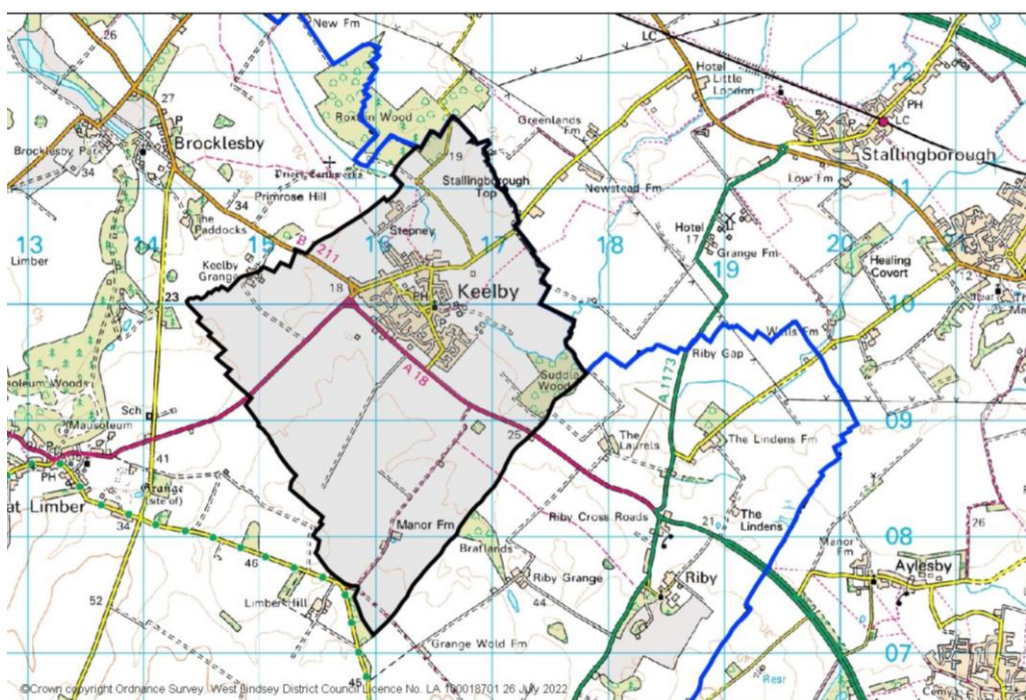 26
New Fm
LC
Hotel
Little
London
12
27
P
PH
LC
Brocklesby
Roxton Wood
Greenlands
Fm
P
Brocklesby Park
34
19
Stallingborough
Priory Earthworks
Stallingborough
Top
Newstead Fm
Low Fm
11
Primrose Hill
34
The
Paddocks
Stepney
Hotel
17
13
14
15
16
17
18
19
20
21
B 1211
Grange Fm
Limber
Keelby
Grange
Healing
Covert
12
23
18
PH
Keelby
10
Wells Fm
Riby Gap
A 18
Suddle
Wood
A 1173
Sch
Mausoleum
25
The
Laurels
09
The Lindens Fm
41
PH
Grange
(site of)
34
Riby Cross Roads
21
The
Lindens
26
Manor Fm
08
46
Bratlands
Manor
Fm
Aylesby
Riby Grange
Riby
52
Limber Hill
44
Grange Wold Fm
07
45
Resr
©Crown copyright Ordnance Survey. West Lindsey District Council Licence No. LA 100018701 26 July 2022